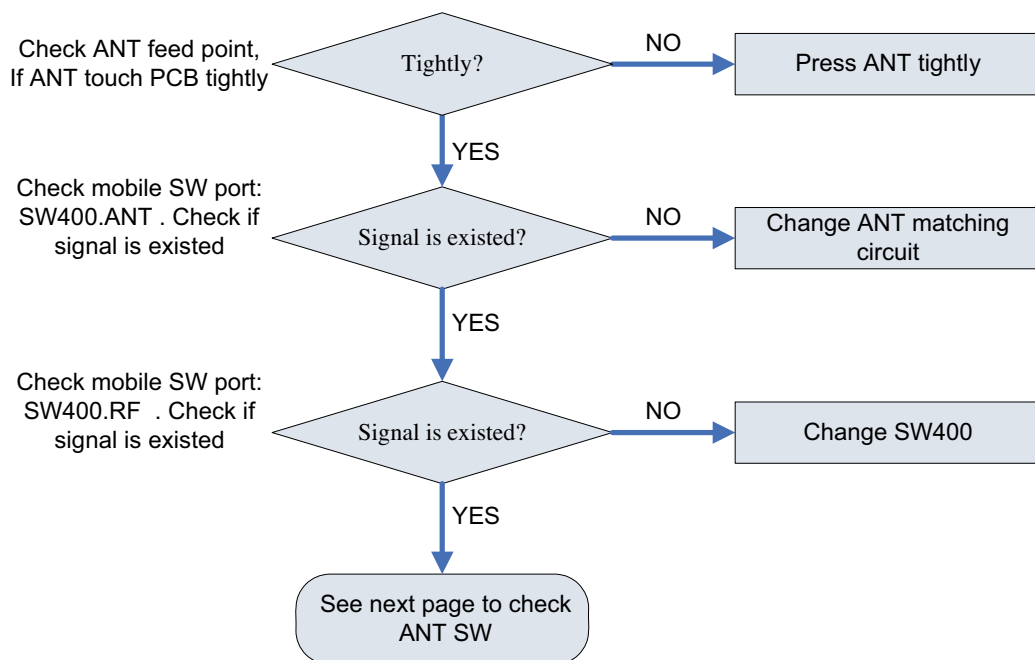 Check ANT feed point,
If ANT touch PCB tightly
Tightly?
NO
Press ANT tightly
YES
Check mobile SW port:
SW400.ANT . Check if
signal is existed
Signal is existed?
NO
Change ANT matching
circuit
YES
Check mobile SW port:
SW400.RF . Check if
signal is existed
Signal is existed?
NO
Change SW400
YES
See next page to check
ANT SW